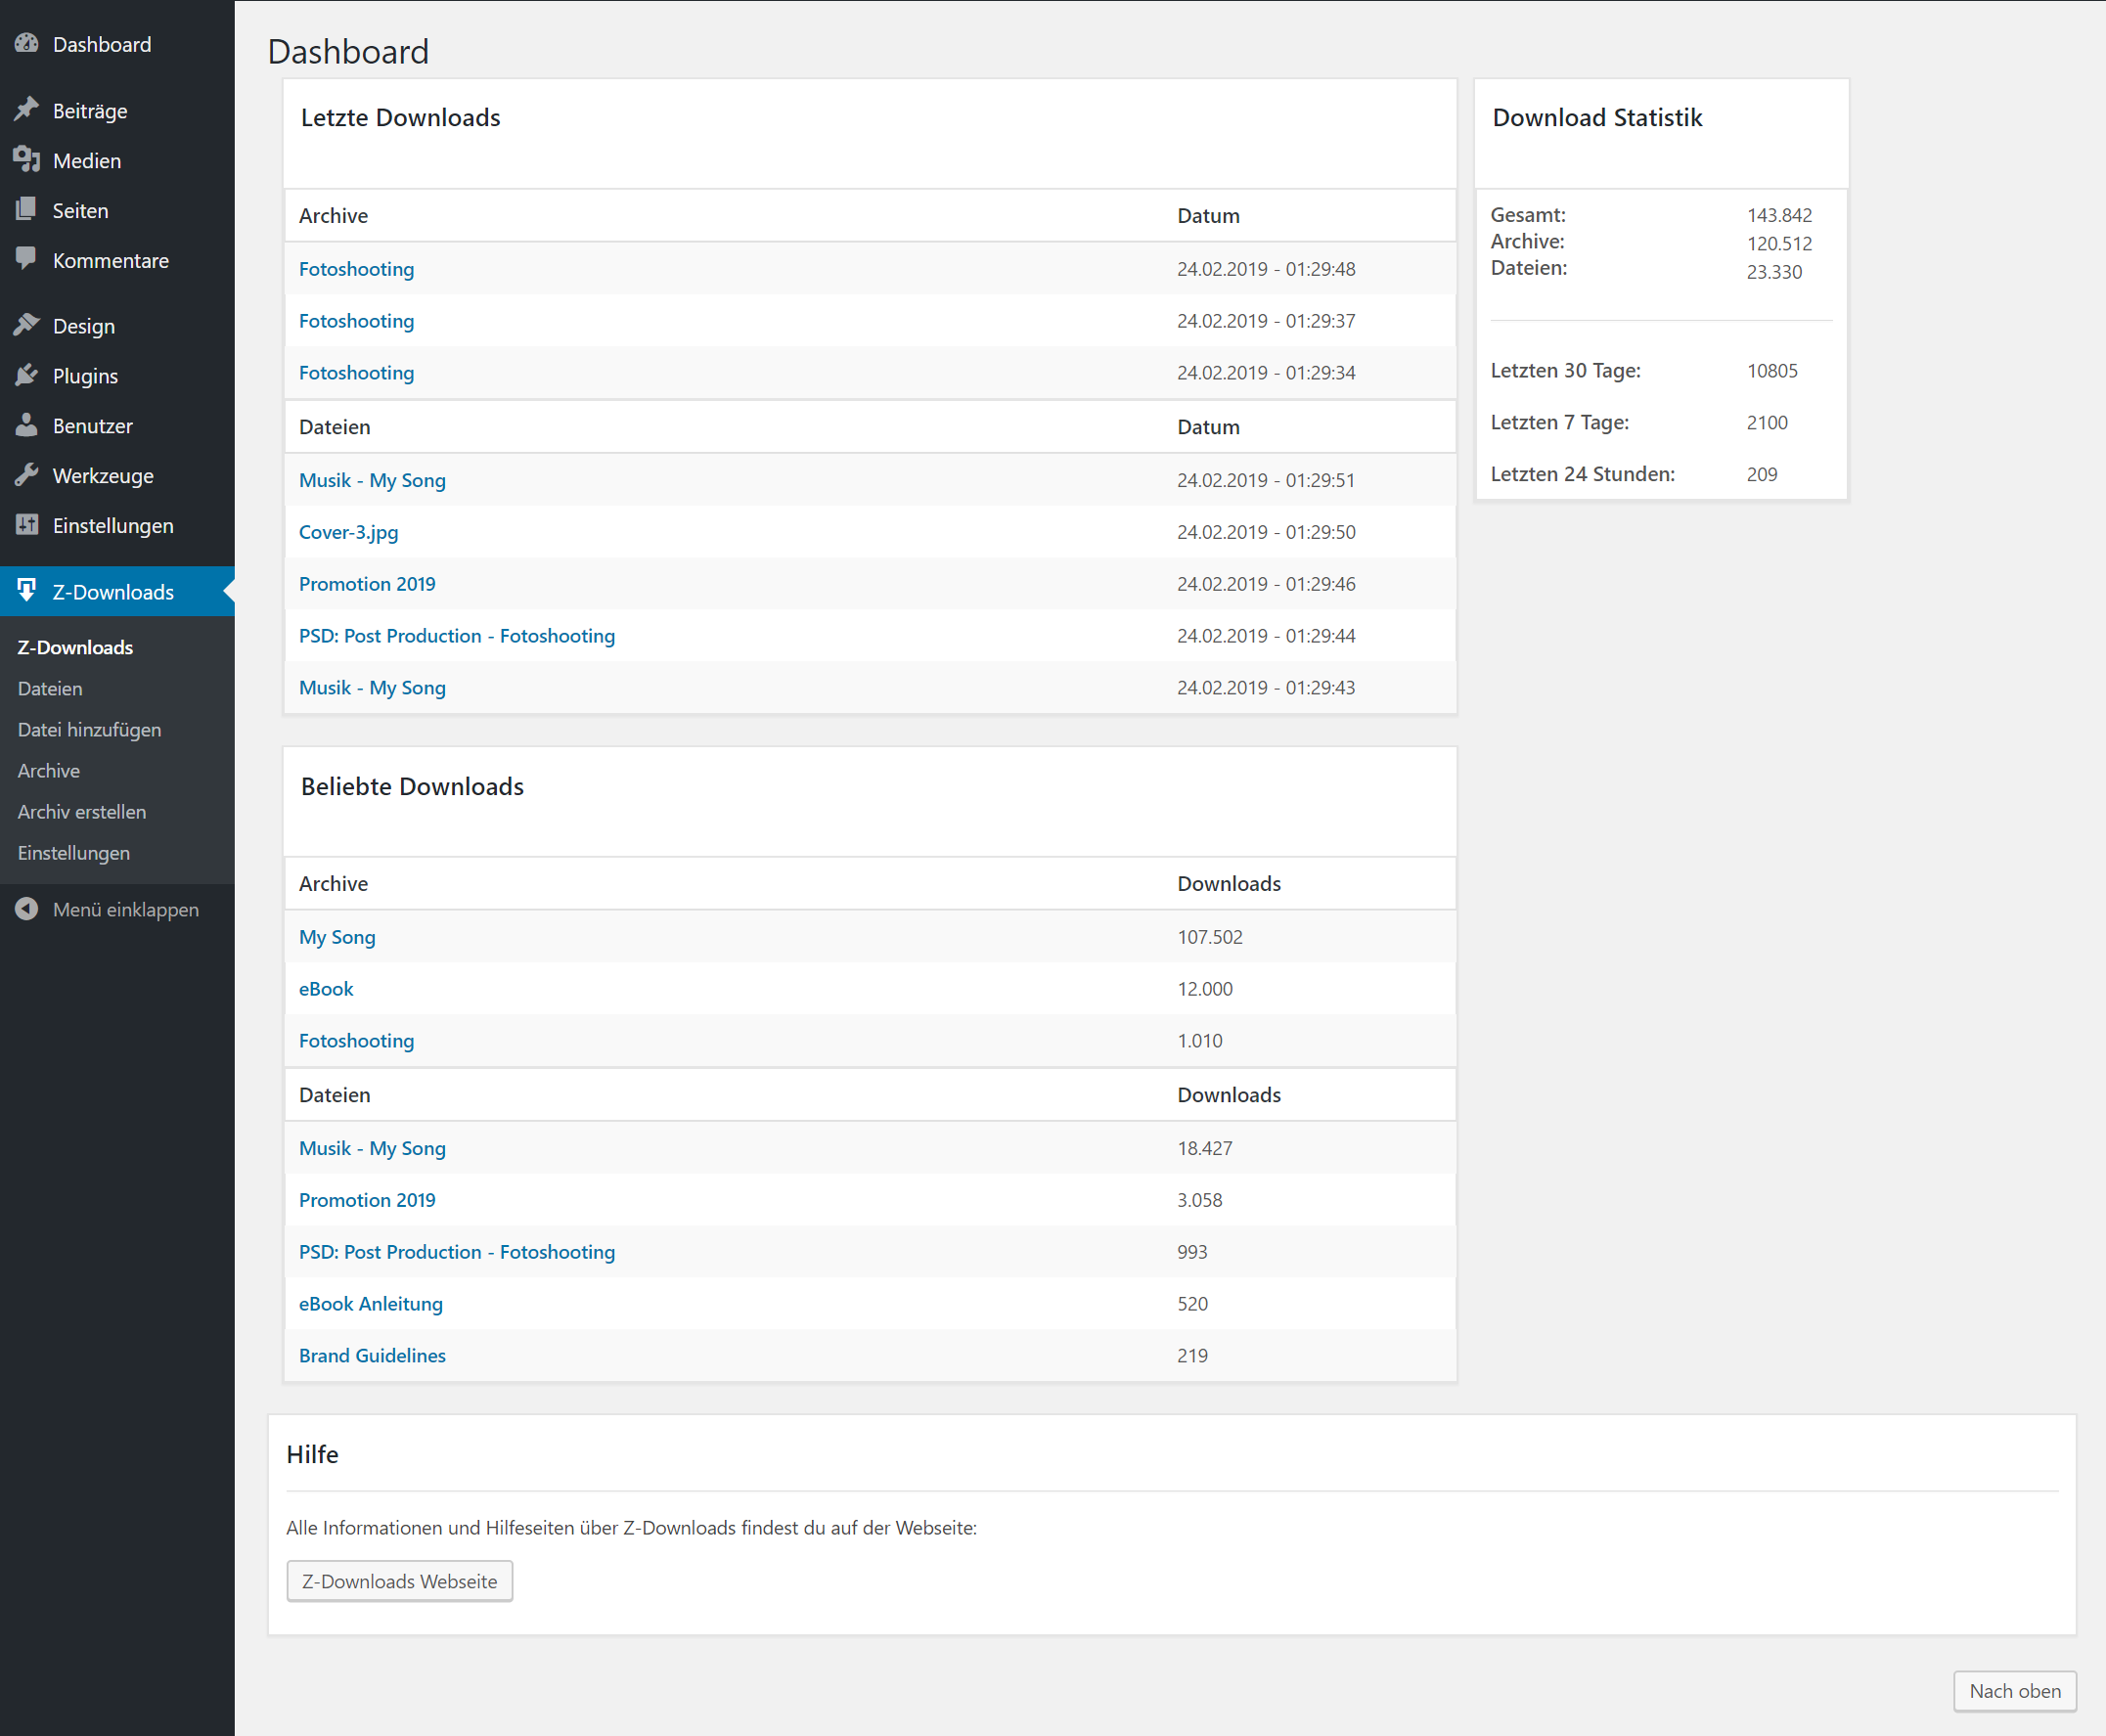 Dashboard
Beiträge
Medien
Seiten
Kommentare
Design
Plugins
Benutzer
Werkzeuge
Einstellungen
Z-Downloads
Z-Downloads
Dateien
Datei hinzufügen
Archive
Archiv erstellen
Einstellungen
Menü einklappen
Dashboard
Letzte Downloads
Archive Datum
Fotoshooting 24.02.2019 - 01:29:48
Fotoshooting 24.02.2019 - 01:29:37
Fotoshooting 24.02.2019 - 01:29:34
Dateien Datum
Musik - My Song 24.02.2019 - 01:29:51
Cover-3.jpg 24.02.2019 - 01:29:50
Promotion 2019 24.02.2019 - 01:29:46
PSD: Post Production - Fotoshooting 24.02.2019 - 01:29:44
Musik - My Song 24.02.2019 - 01:29:43
Download Statistik
Gesamt: 143.842
Archive: 120.512
Dateien: 23.330
Letzten 30 Tage: 10805
Letzten 7 Tage: 2100
Letzten 24 Stunden: 209
Beliebte Downloads
Archive Downloads
My Song 107.502
eBook 12.000
Fotoshooting 1.010
Dateien Downloads
Musik - My Song 18.427
Promotion 2019 3.058
PSD: Post Production - Fotoshooting 993
eBook Anleitung 520
Brand Guidelines 219
Hilfe
Alle Informationen und Hilfeseiten über Z-Downloads findest du auf der Webseite:
Z-Downloads Webseite
Nach oben